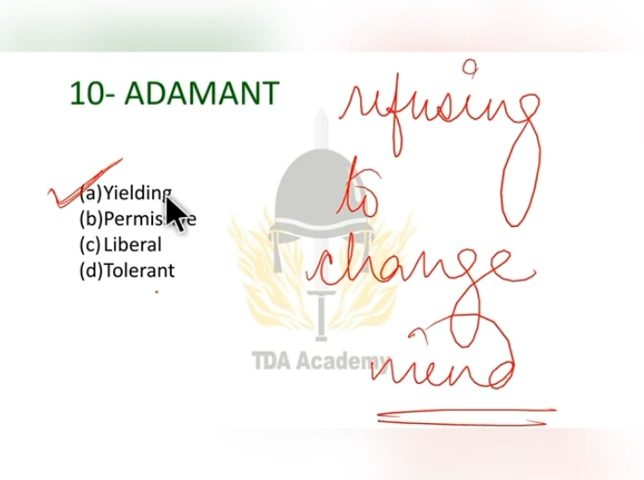 10- ADAMANT
(a)Yielding
(b)Permissive
(c) Liberal
(d)Tolerant
refusing
to
change
mind
TDA Academy